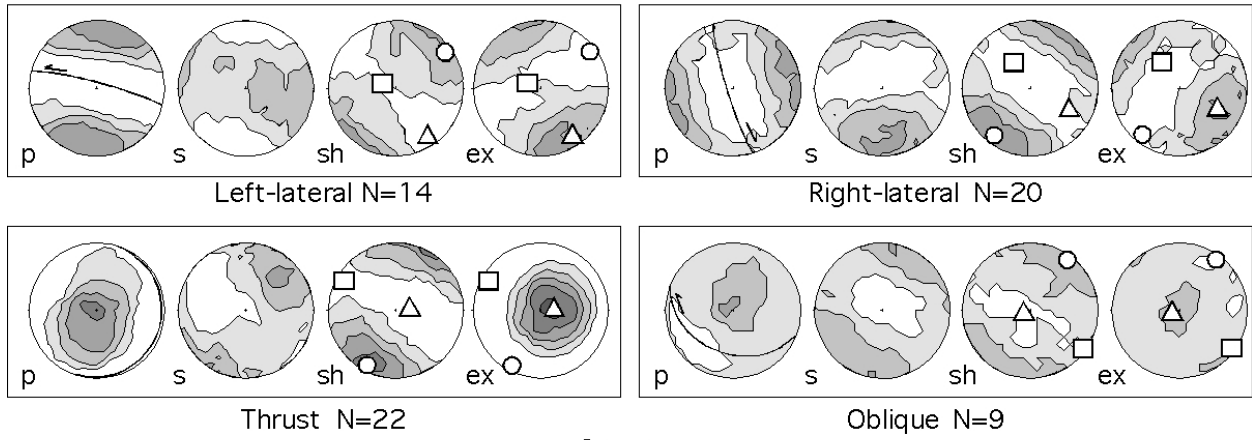 p s sh ex
Left-lateral N=14
p s sh ex
Right-lateral N=20
p s sh ex
Thrust N=22
p s sh ex
Oblique N=9